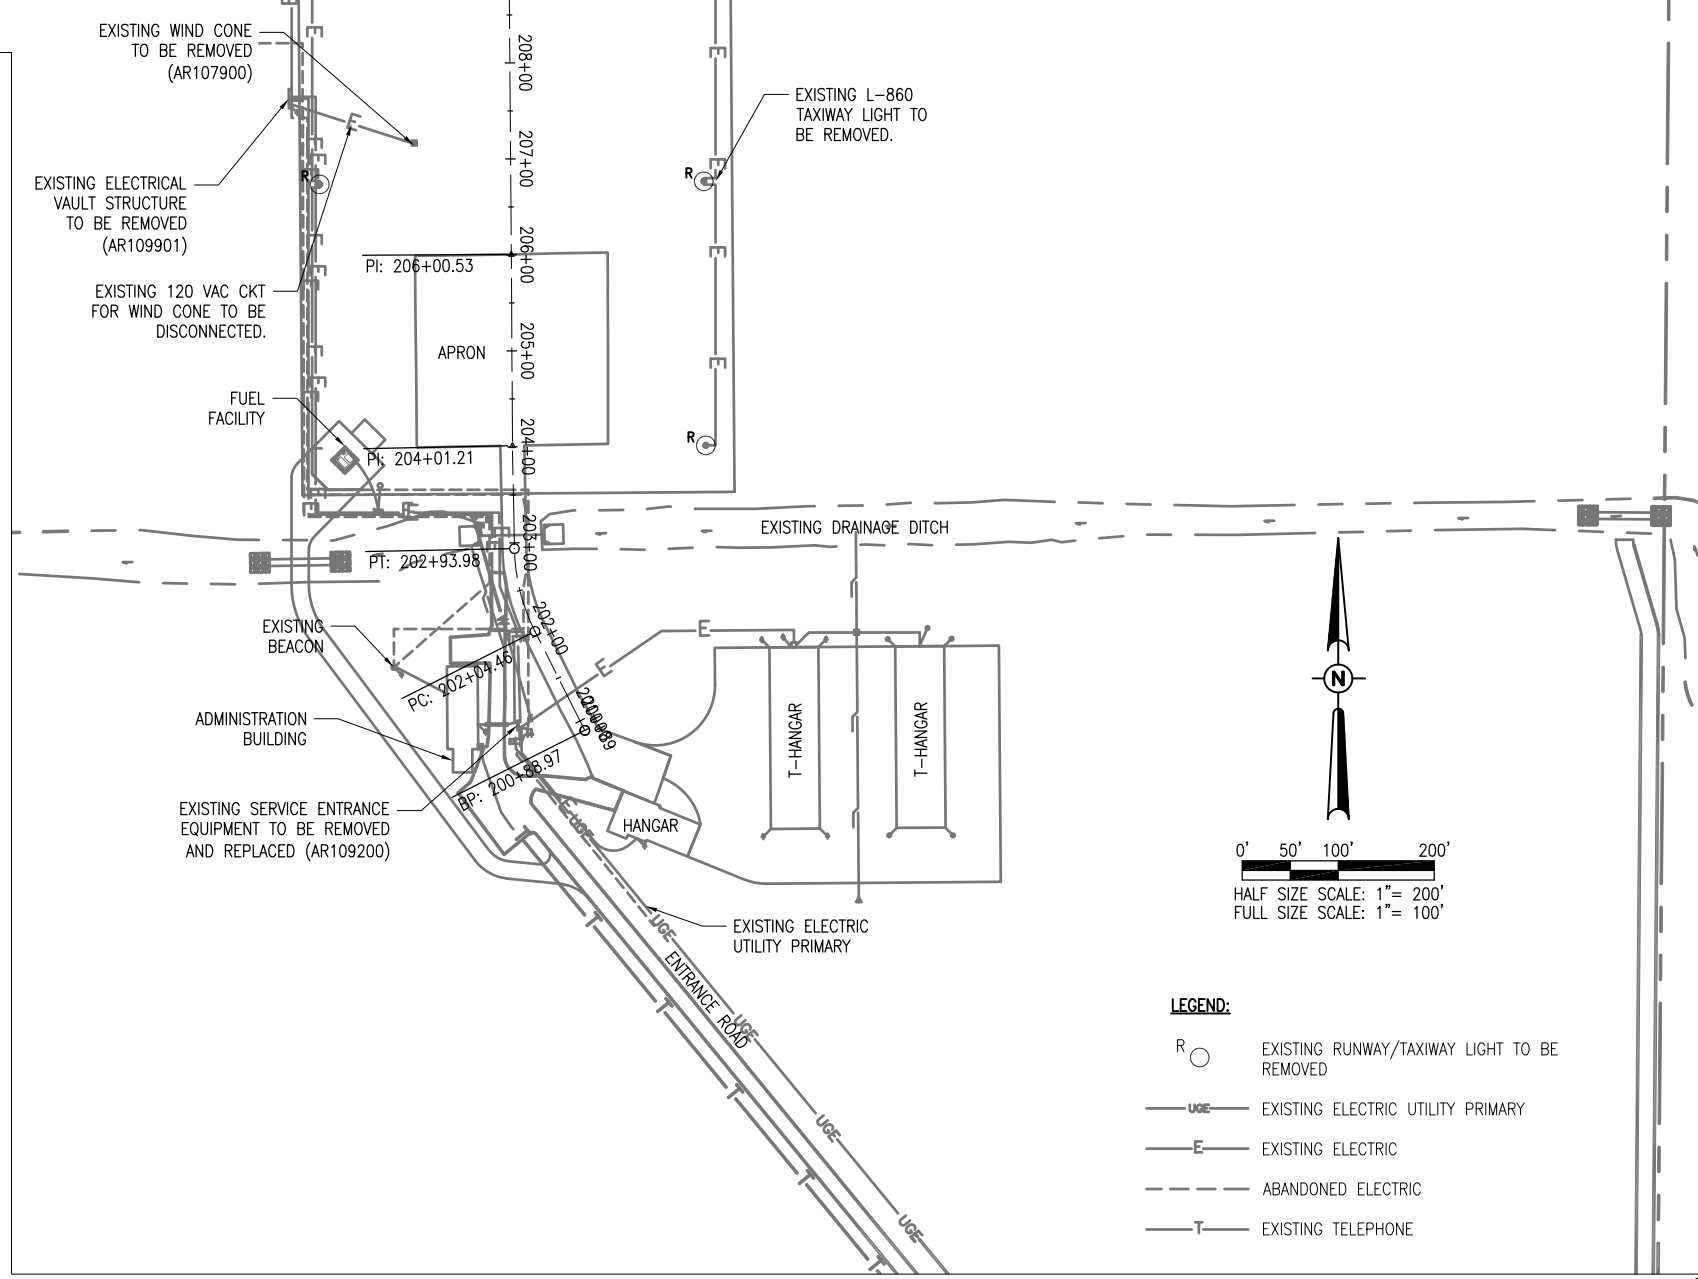 EXISTING WIND CONE
TO BE REMOVED
(AR107900)
208+00
EXISTING L-860
TAXIWAY LIGHT TO
BE REMOVED.
207+00
R
R
EXISTING ELECTRICAL
VAULT STRUCTURE
TO BE REMOVED
(AR109901)
E
206+00
PI: 206+00.53
EXISTING 120 VAC CKT
FOR WIND CONE TO BE
DISCONNECTED.
205+00
APRON
FUEL
FACILITY
204+00
R
PI: 204+01.21
E
203+00
EXISTING DRAINAGE DITCH
PT: 202+93.98
EXISTING
BEACON
202+00
E
E
PC: 202+04.46
N
T-HANGAR
T-HANGAR
ADMINISTRATION
BUILDING
BP: 200+88.97
EXISTING SERVICE ENTRANCE
EQUIPMENT TO BE REMOVED
AND REPLACED (AR109200)
E
UGE
HANGAR
0' 50' 100' 200'
HALF SIZE SCALE: 1"= 200'
FULL SIZE SCALE: 1"= 100'
EXISTING ELECTRIC
UTILITY PRIMARY
UGE
T
ENTRANCE ROAD
UGE
T
T
UGE
T
UGE
T
LEGEND:
R
EXISTING RUNWAY/TAXIWAY LIGHT TO BE
REMOVED
UGE EXISTING ELECTRIC UTILITY PRIMARY
E EXISTING ELECTRIC
ABANDONED ELECTRIC
T EXISTING TELEPHONE